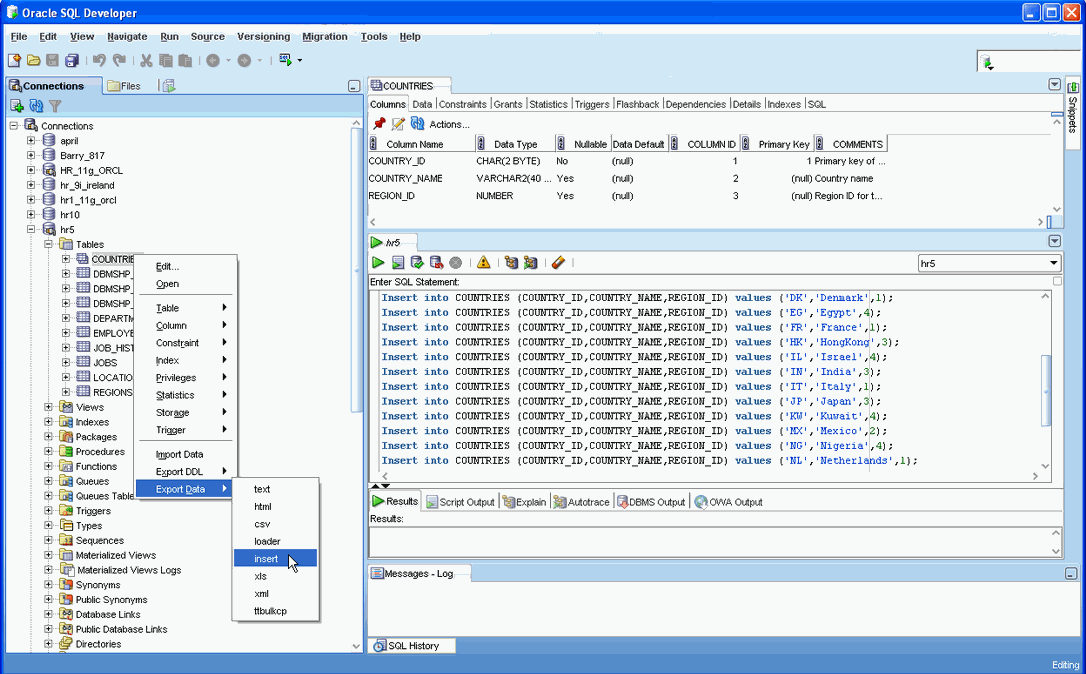 Oracle SQL Developer
File Edit View Navigate Run Source Versioning Migration Tools Help
Connections Files
Connections
april
Barry_817
HR_11g_ORCL
hr_9i_ireland
hr1_11g_orcl
hr10
hr5
Tables
COUNTRIE
DBMSHP_
DBMSHP_
DBMSHP_
DEPARTM
EMPLOYE
JOB_HIST
JOBS
LOCATIO
REGIONS
Views
Indexes
Packages
Procedures
Functions
Queues
Queues Table
Triggers
Types
Sequences
Materialized Views
Materialized Views Logs
Synonyms
Public Synonyms
Database Links
Public Database Links
Directories
Edit...
Open
Table
Column
Constraint
Index
Privileges
Statistics
Storage
Trigger
Import Data
Export DDL
Export Data
text
html
csv
loader
insert
xls
xml
ttbulkcp
COUNTRIES
Columns Data Constraints Grants Statistics Triggers Flashback Dependencies Details Indexes SQL
Actions...
Column Name Data Type Nullable Data Default COLUMN ID Primary Key COMMENTS
COUNTRY_ID CHAR(2 BYTE) No (null) 1 1 Primary key of ...
COUNTRY_NAME VARCHAR2(40 ... Yes (null) 2 (null) Country name
REGION_ID NUMBER Yes (null) 3 (null) Region ID for t...
Snippets
hr5
hr5
Enter SQL Statement:
Insert into COUNTRIES (COUNTRY_ID,COUNTRY_NAME,REGION_ID) values ('DK','Denmark',1);
Insert into COUNTRIES (COUNTRY_ID,COUNTRY_NAME,REGION_ID) values ('EG','Egypt',4);
Insert into COUNTRIES (COUNTRY_ID,COUNTRY_NAME,REGION_ID) values ('FR','France',1);
Insert into COUNTRIES (COUNTRY_ID,COUNTRY_NAME,REGION_ID) values ('HK','HongKong',3);
Insert into COUNTRIES (COUNTRY_ID,COUNTRY_NAME,REGION_ID) values ('IL','Israel',4);
Insert into COUNTRIES (COUNTRY_ID,COUNTRY_NAME,REGION_ID) values ('IN','India',3);
Insert into COUNTRIES (COUNTRY_ID,COUNTRY_NAME,REGION_ID) values ('IT','Italy',1);
Insert into COUNTRIES (COUNTRY_ID,COUNTRY_NAME,REGION_ID) values ('JP','Japan',3);
Insert into COUNTRIES (COUNTRY_ID,COUNTRY_NAME,REGION_ID) values ('KW','Kuwait',4);
Insert into COUNTRIES (COUNTRY_ID,COUNTRY_NAME,REGION_ID) values ('MX','Mexico',2);
Insert into COUNTRIES (COUNTRY_ID,COUNTRY_NAME,REGION_ID) values ('NG','Nigeria',4);
Insert into COUNTRIES (COUNTRY_ID,COUNTRY_NAME,REGION_ID) values ('NL','Netherlands',1);
Results Script Output Explain Autotrace DBMS Output OWA Output
Results:
Messages - Log
SQL History
Editing